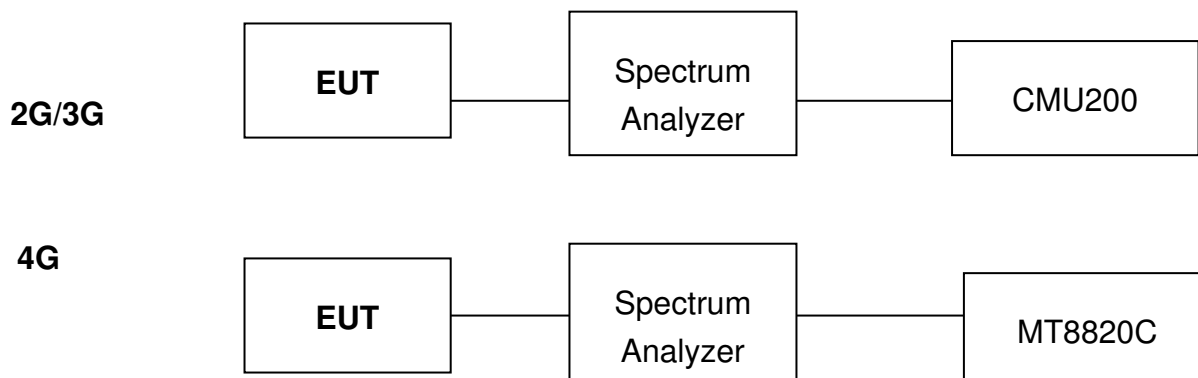 2G/3G
EUT
Spectrum
Analyzer
CMU200
4G
EUT
Spectrum
Analyzer
MT8820C